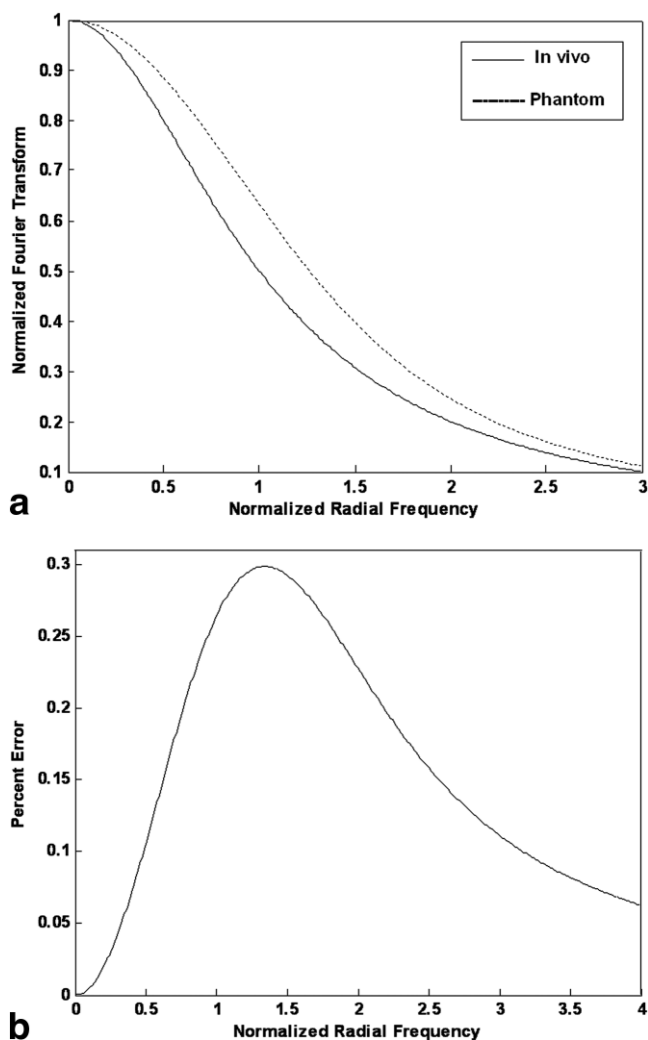 1
0.9
0.8
0.7
0.6
0.5
0.4
0.3
0.2
0.1
Normalized Fourier Transform
In vivo
Phantom
0 0.5 1 1.5 2 2.5 3
Normalized Radial Frequency
a
0.3
0.25
0.2
0.15
0.1
0.05
0
Percent Error
0 0.5 1 1.5 2 2.5 3 3.5 4
Normalized Radial Frequency
b